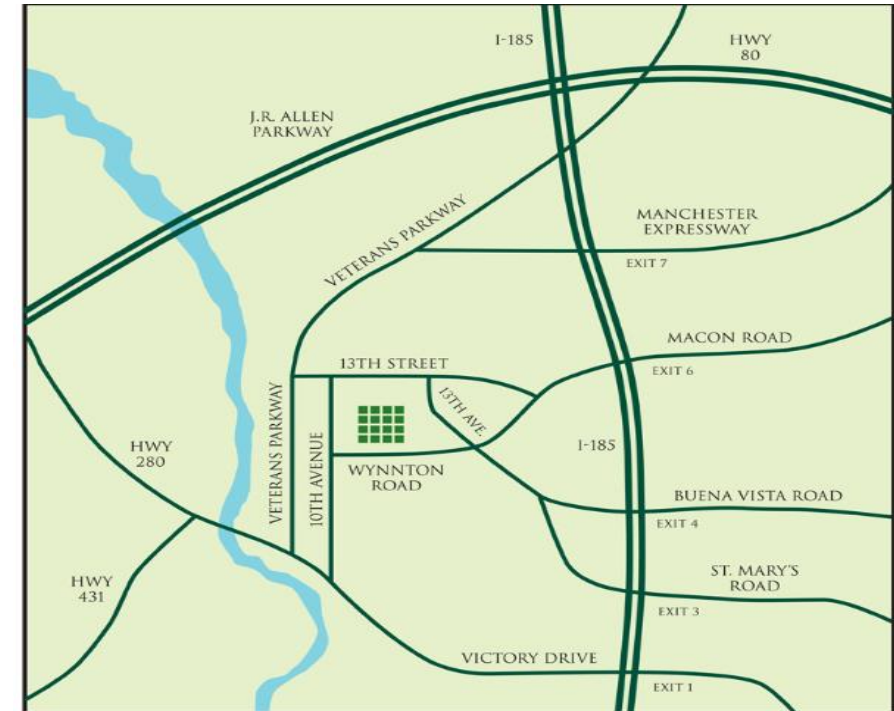 I-185
HWY
80
J.R. ALLEN
PARKWAY
VETERANS PARKWAY
MANCHESTER
EXPRESSWAY
EXIT 7
MACON ROAD
EXIT 6
13TH STREET
13TH AVE.
VETERANS PARKWAY
10TH AVENUE
WYNNTON
ROAD
HWY
280
I-185
BUENA VISTA ROAD
EXIT 4
HWY
431
ST. MARY'S
ROAD
EXIT 3
VICTORY DRIVE
EXIT 1